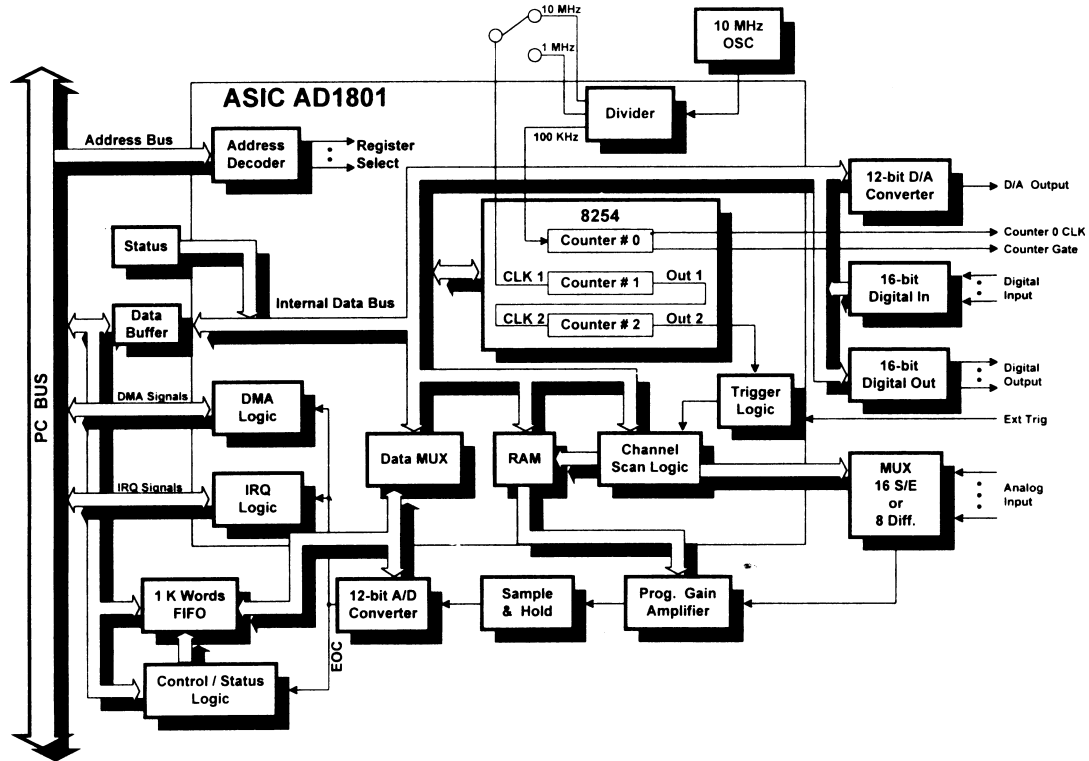 10 MHz
1 MHz
10 MHz
OSC
ASIC AD1801
Divider
100 KHz
Address Bus
Address
Decoder
Register
Select
12-bit D/A
Converter
D/A Output
8254
Counter # 0
Counter 0 CLK
Counter Gate
Status
CLK 1
Counter # 1
Out 1
16-bit
Digital In
Digital
Input
Internal Data Bus
Data
Buffer
CLK 2
Counter # 2
Out 2
16-bit
Digital Out
Digital
Output
PC BUS
DMA Signals
DMA
Logic
Trigger
Logic
Ext Trig
Data MUX
RAM
Channel
Scan Logic
MUX
16 S/E
or
8 Diff.
Analog
Input
IRQ Signals
IRQ
Logic
1 K Words
FIFO
12-bit A/D
Converter
Sample
& Hold
Prog. Gain
Amplifier
EOC
Control / Status
Logic